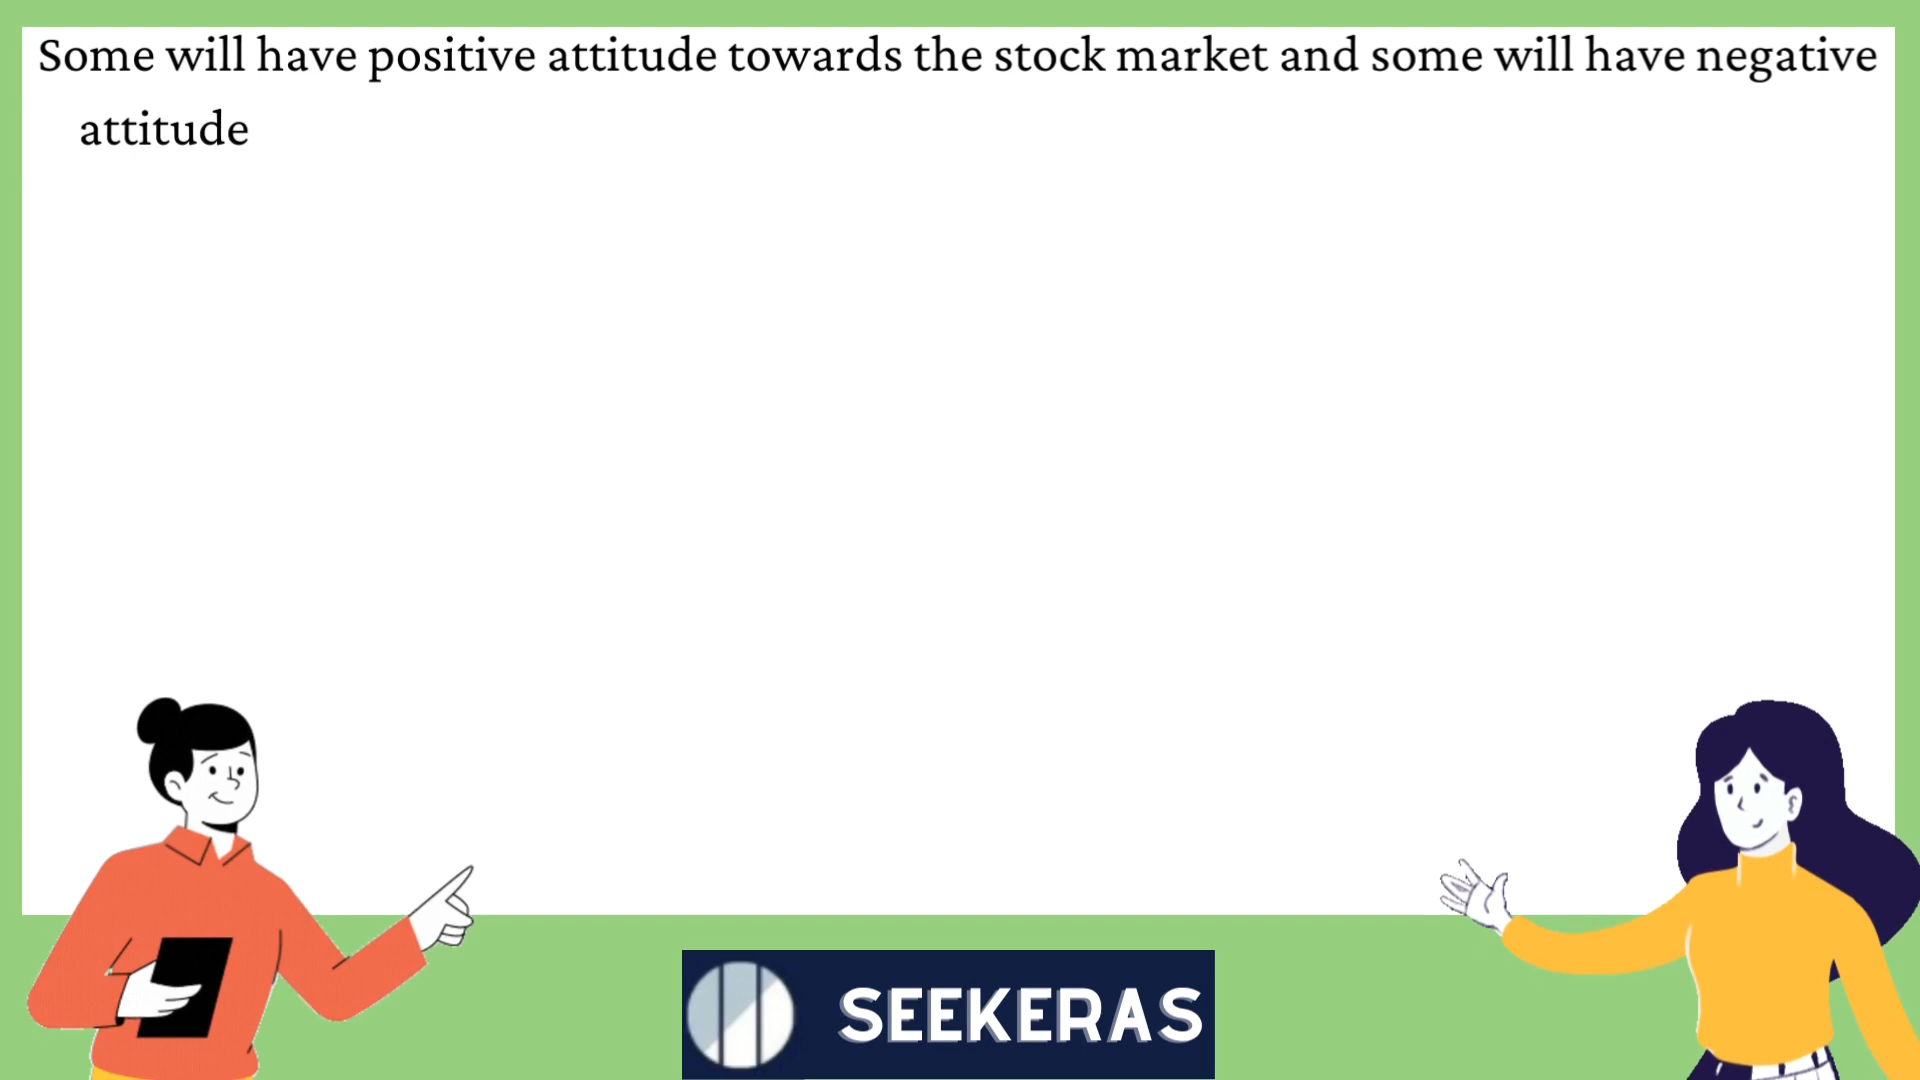 Some will have positive attitude towards the stock market and some will have negative
attitude
SEEKERAS